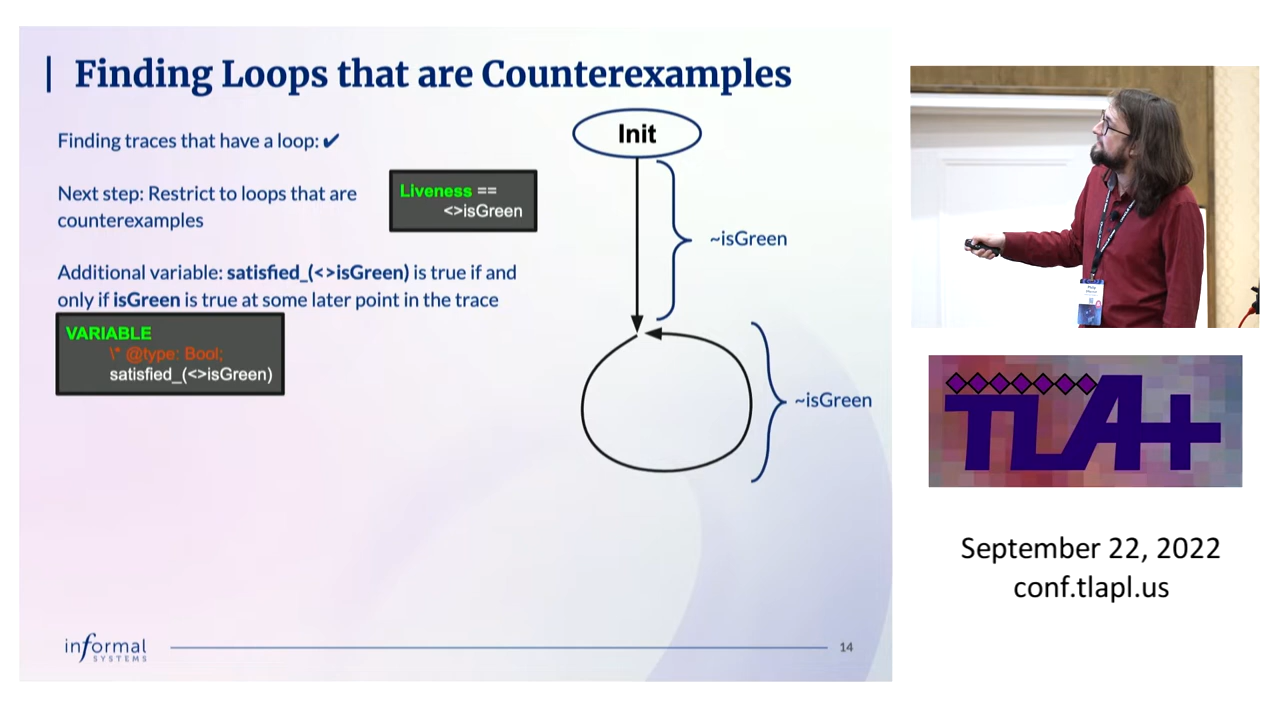 Finding Loops that are Counterexamples
Finding traces that have a loop: ✔
Next step: Restrict to loops that are
counterexamples
Liveness ==
<>isGreen
Additional variable: satisfied_(<>isGreen) is true if and
only if isGreen is true at some later point in the trace
VARIABLE
\* @type: Bool;
satisfied_(<>isGreen)
Init
~isGreen
~isGreen
informal
SYSTEMS
14
TLA+
September 22, 2022
conf.tlapl.us